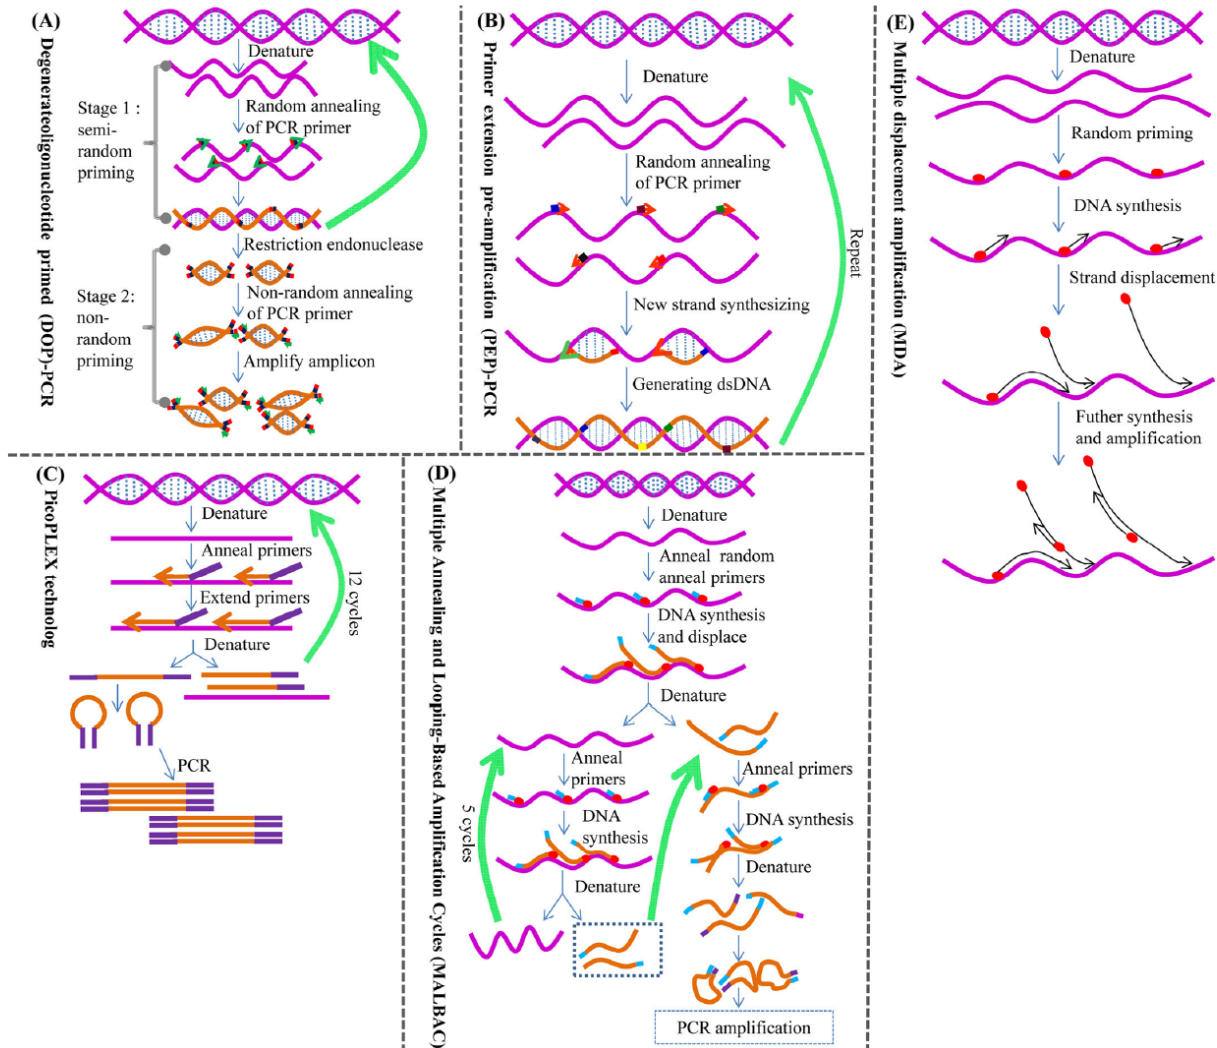 (A)
Degenerateoligonucleotide primed (DOP)-PCR
Denature
Stage 1 :
semi-
random
priming
Random annealing
of PCR primer
Restriction endonuclease
Stage 2:
non-
random
priming
Non-random annealing
of PCR primer
Amplify amplicon
(B)
Primer extension pre-amplification (PEP)-PCR
Denature
Random annealing
of PCR primer
New strand synthesizing
Generating dsDNA
Repeat
(E)
Multiple displacement amplification (MDA)
Denature
Random priming
DNA synthesis
Strand displacement
Futher synthesis
and amplification
(C)
PicoPLEX technolog
Denature
Anneal primers
Extend primers
Denature
12 cycles
PCR
(D)
Multiple Annealing and Looping-Based Amplification Cycles (MALBAC)
Denature
Anneal random
anneal primers
DNA synthesis
and displace
Denature
Anneal
primers
DNA
synthesis
Denature
5 cycles
Anneal primers
DNA synthesis
Denature
PCR amplification